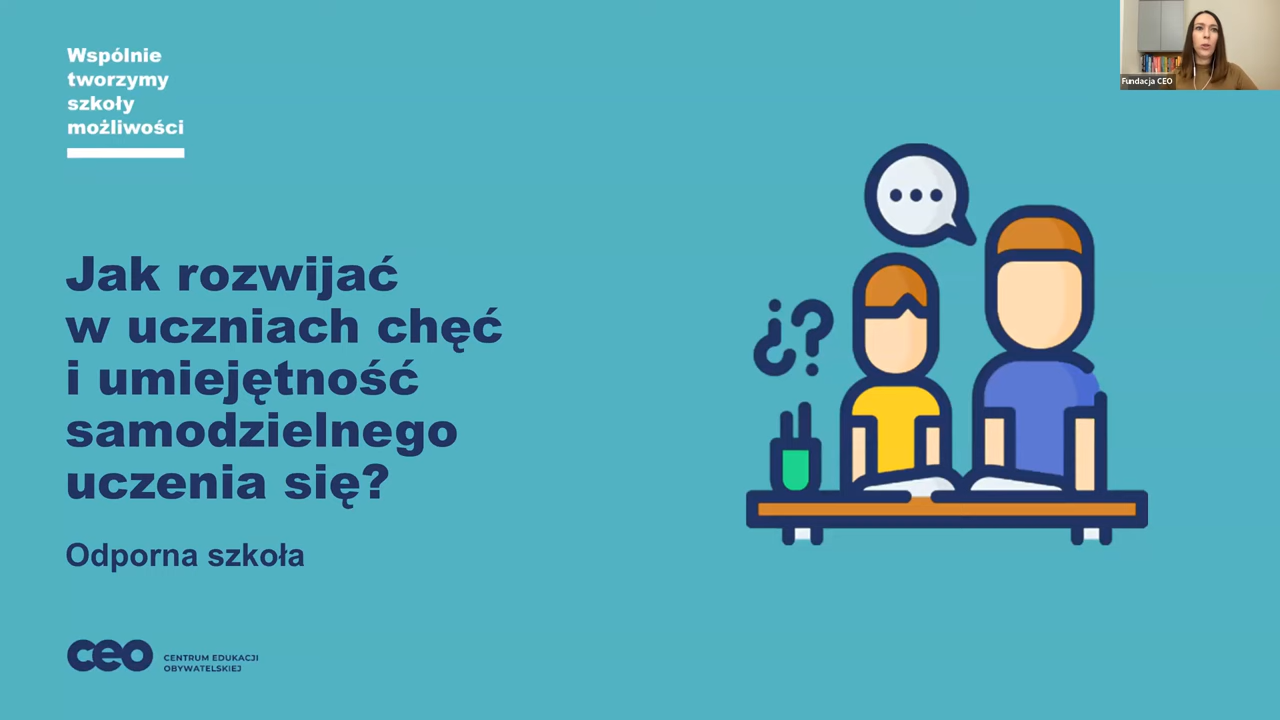 Wspólnie
tworzymy
szkoły
możliwości
Fundacja CEO
Jak rozwijać
w uczniach chęć
i umiejętność
samodzielnego
uczenia się?
Odporna szkoła
ceo
CENTRUM EDUKACJI
OBYWATELSKIEJ